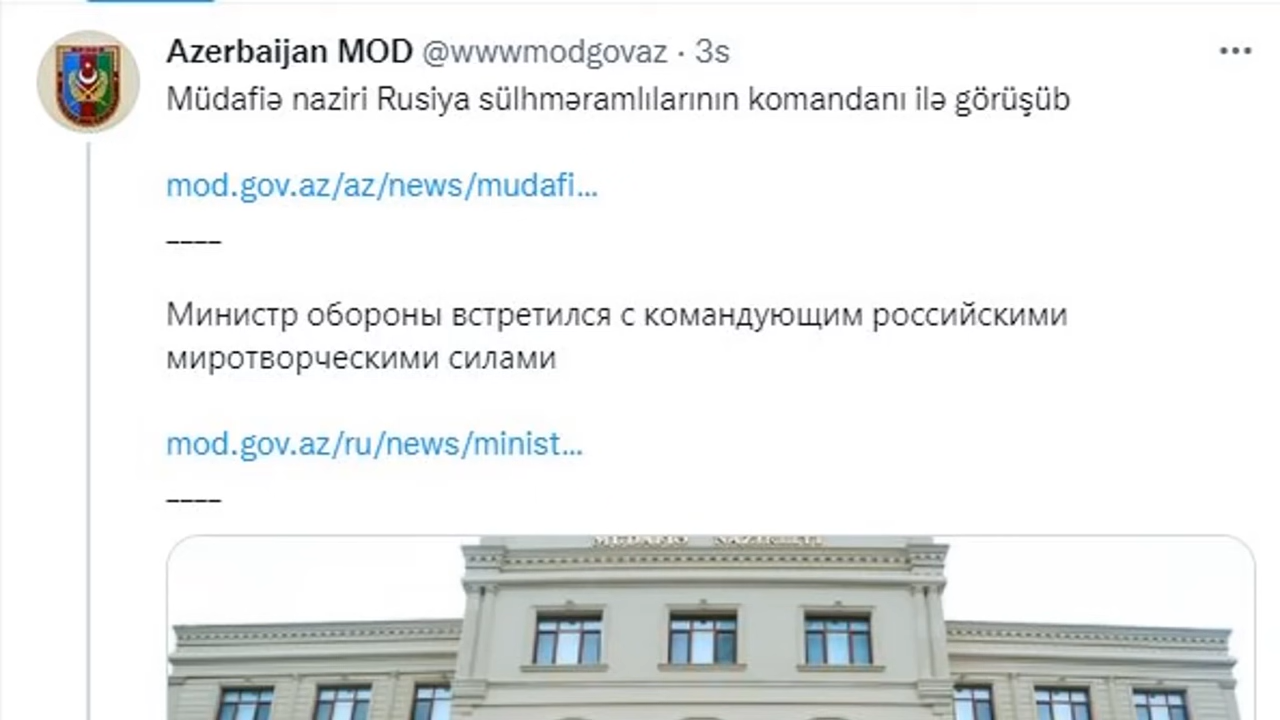 Azerbaijan MOD @wwwmodgovaz · 3s
Müdafiə naziri Rusiya sülhməramlılarının komandanı ilə görüşüb
mod.gov.az/az/news/mudafi...
----
Министр обороны встретился с командующим российскими
миротворческими силами
mod.gov.az/ru/news/minist...
----